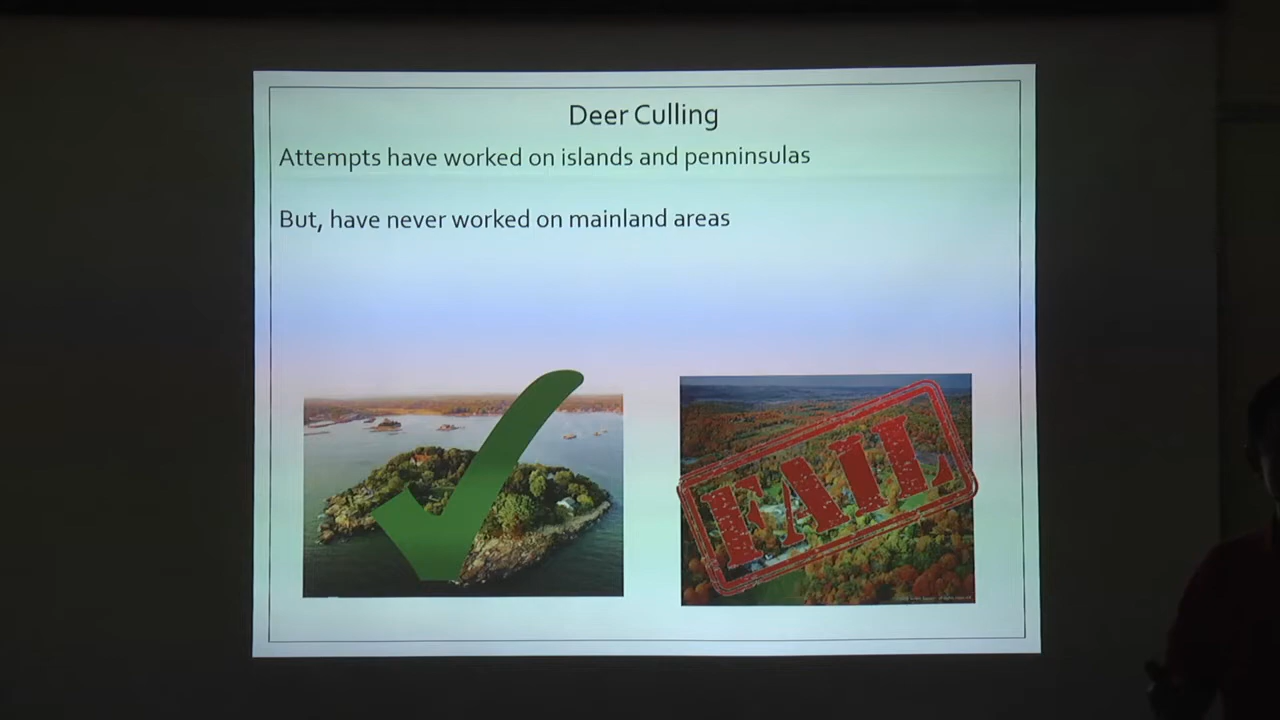 Deer Culling
Attempts have worked on islands and penninsulas
But, have never worked on mainland areas
FAIL